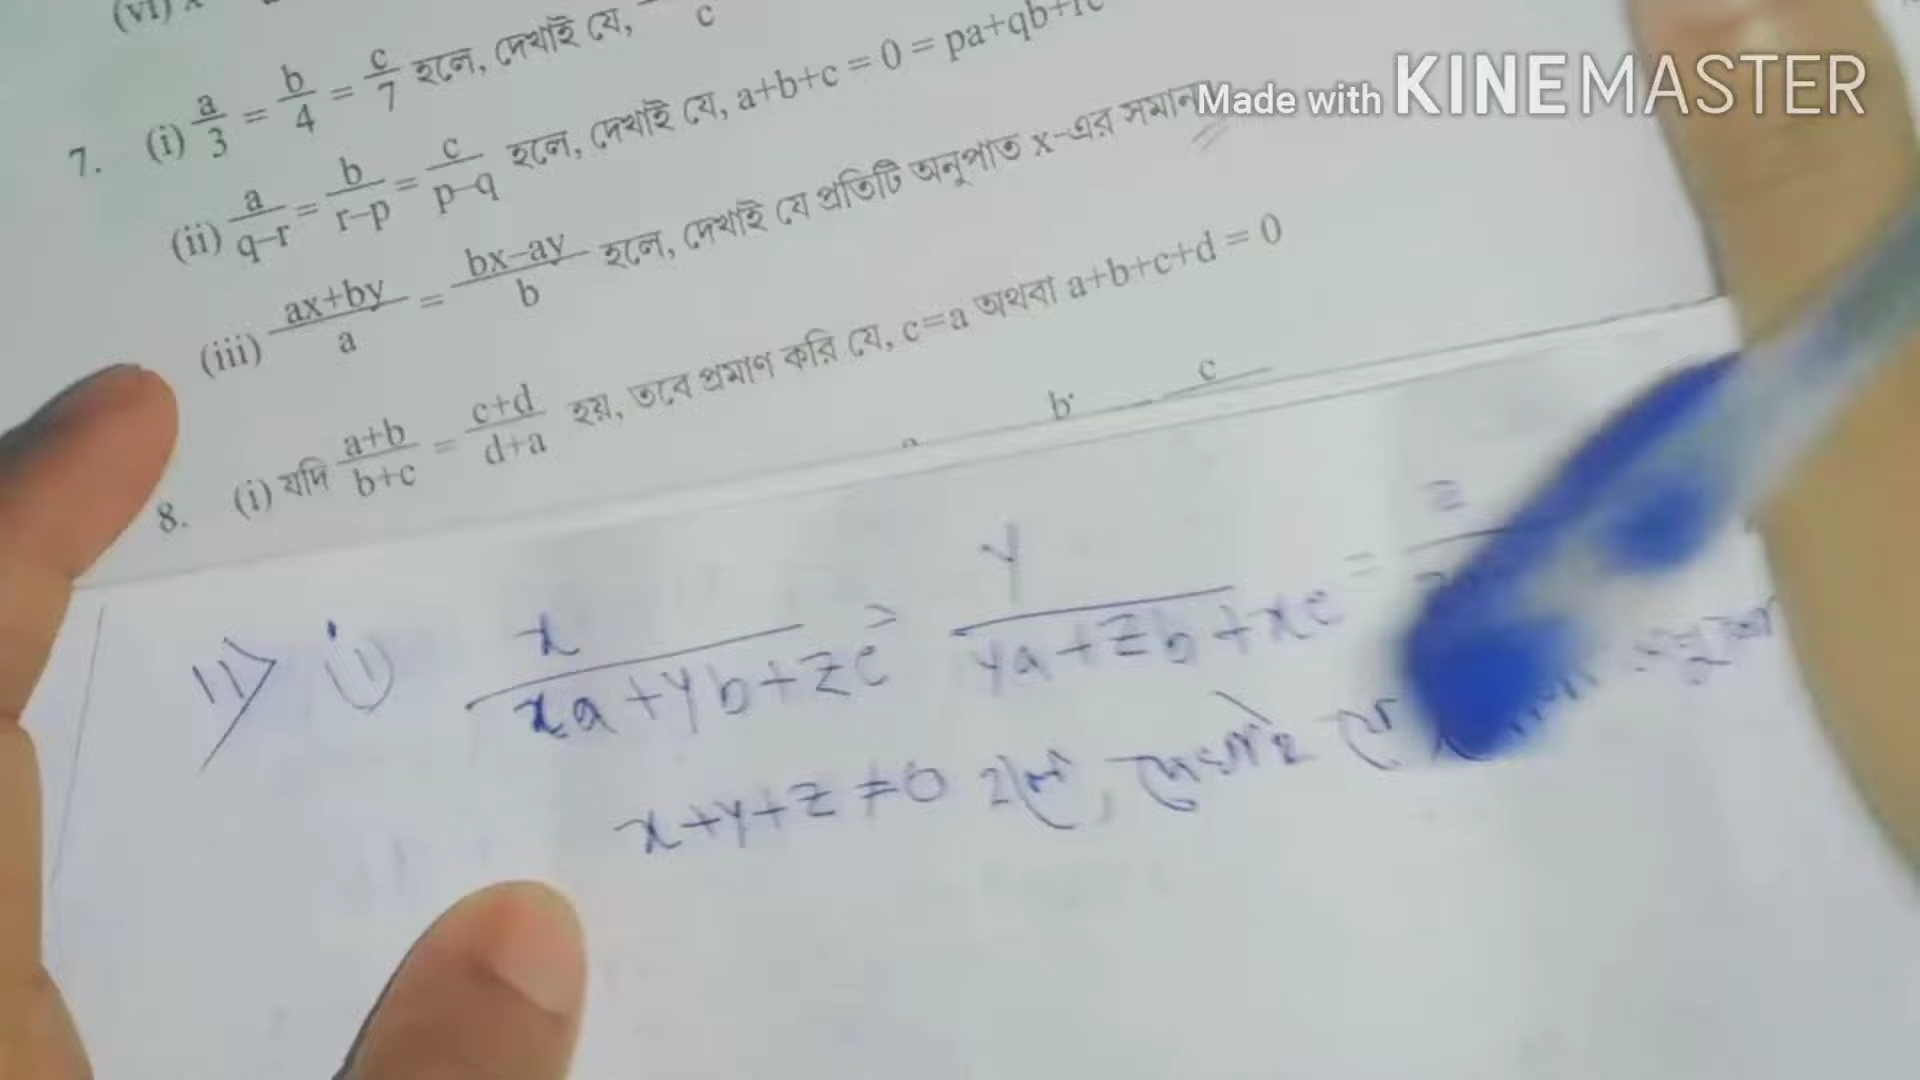 (vi) x
7. (i) a/3 = b/4 = c/7 হলে, দেখাই যে, c
(ii) a/(q–r) = b/(r–p) = c/(p–q) হলে, দেখাই যে, a+b+c = 0 = pa+qb+rc
(iii) (ax+by)/a = (bx–ay)/b হলে, দেখাই যে প্রতিটি অনুপাত x-এর সমান
8. (i) যদি (a+b)/(b+c) = (c+d)/(d+a) হয়, তবে প্রমাণ করি যে, c=a অথবা a+b+c+d = 0
b c
11> i) x/(xa+yb+zc) = y/(ya+zb+xc) = z
x+y+z ≠ 0 হলে, দেখাই যে
Made with KINEMASTER